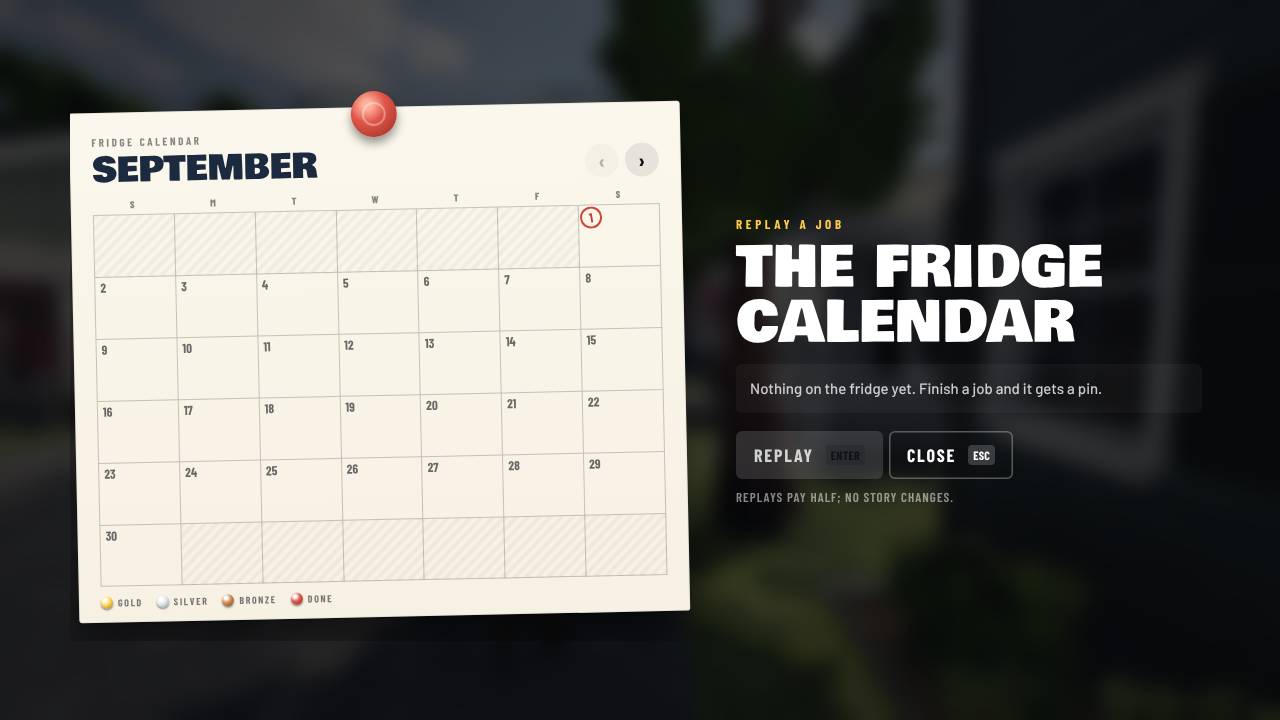 FRIDGE CALENDAR
SEPTEMBER
‹ ›
S M T W T F S
1
2 3 4 5 6 7 8
9 10 11 12 13 14 15
16 17 18 19 20 21 22
23 24 25 26 27 28 29
30
GOLD SILVER BRONZE DONE
REPLAY A JOB
THE FRIDGE
CALENDAR
Nothing on the fridge yet. Finish a job and it gets a pin.
REPLAY ENTER CLOSE ESC
REPLAYS PAY HALF; NO STORY CHANGES.